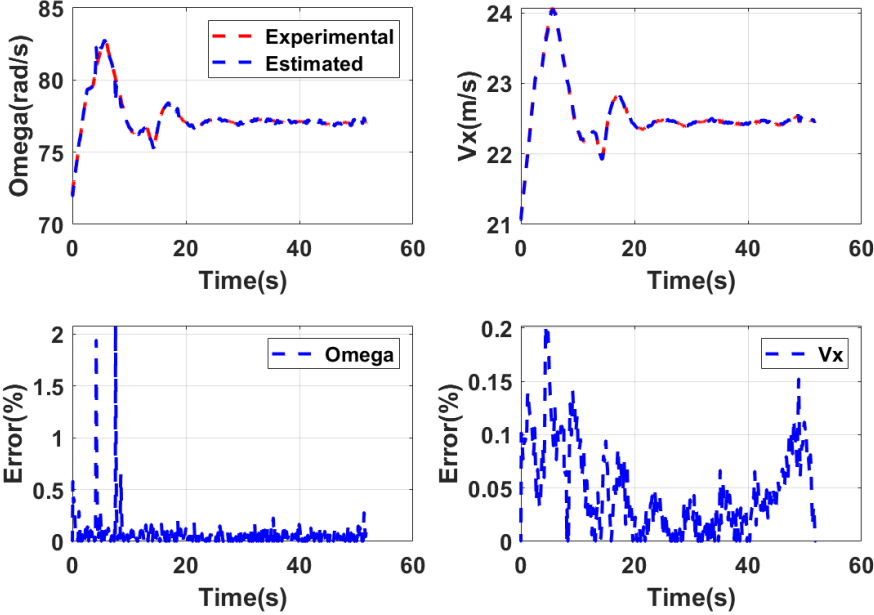 85
80
75
70
Omega(rad/s)
Experimental
Estimated
0
20
40
60
Time(s)
24
23
22
21
Vx(m/s)
0
20
40
60
Time(s)
2
1.5
1
0.5
0
Error(%)
Omega
0
20
40
60
Time(s)
0.2
0.15
0.1
0.05
0
Error(%)
Vx
0
20
40
60
Time(s)